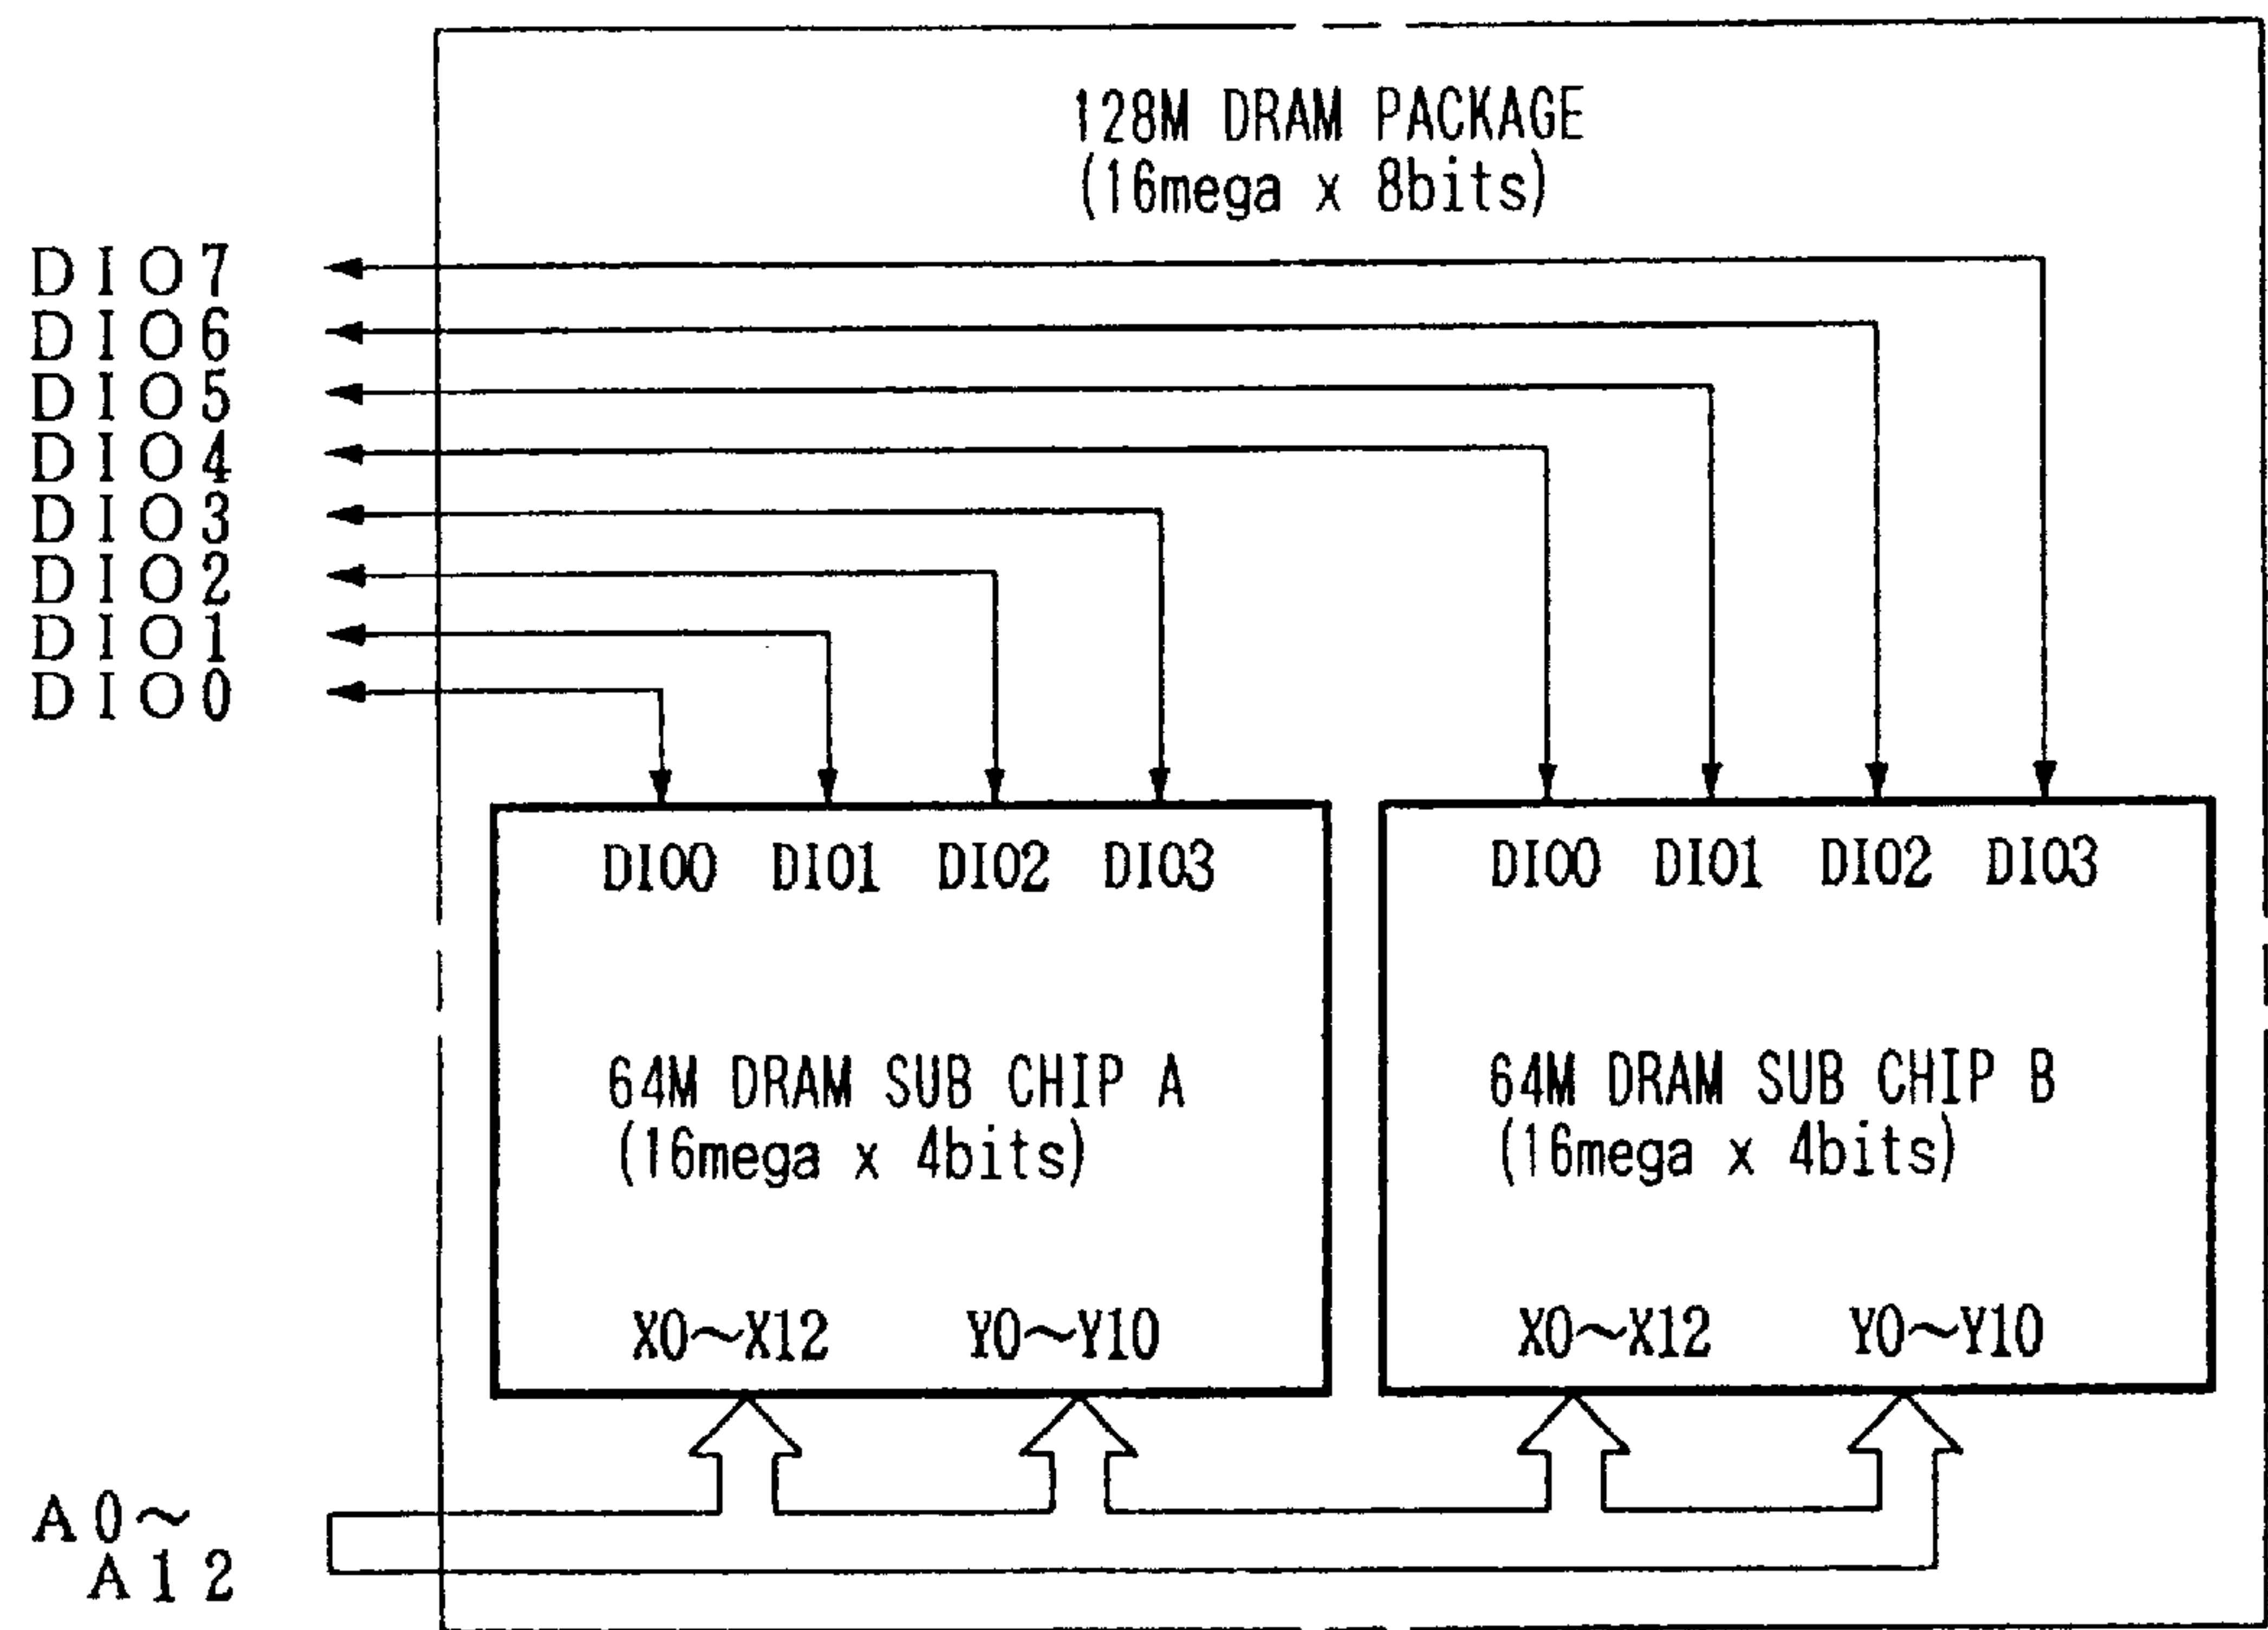 128M DRAM PACKAGE
(16mega x 8bits)
DIO7
DIO6
DIO5
DIO4
DIO3
DIO2
DIO1
DIO0
DIO0 DIO1 DIO2 DIO3
DIO0 DIO1 DIO2 DIO3
64M DRAM SUB CHIP A
(16mega x 4bits)
64M DRAM SUB CHIP B
(16mega x 4bits)
X0～X12 Y0～Y10
X0～X12 Y0～Y10
A0～
A12